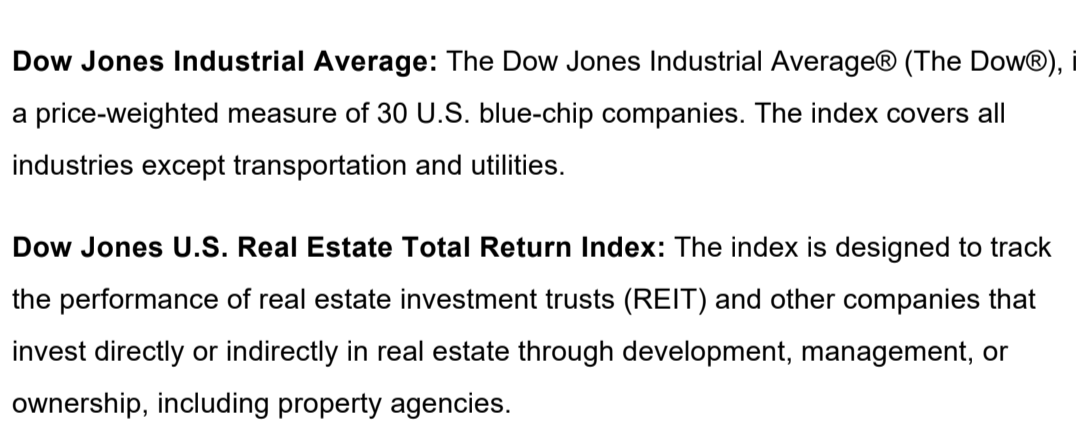 Dow Jones Industrial Average: The Dow Jones Industrial Average® (The Dow®), i
a price-weighted measure of 30 U.S. blue-chip companies. The index covers all
industries except transportation and utilities.
Dow Jones U.S. Real Estate Total Return Index: The index is designed to track
the performance of real estate investment trusts (REIT) and other companies that
invest directly or indirectly in real estate through development, management, or
ownership, including property agencies.